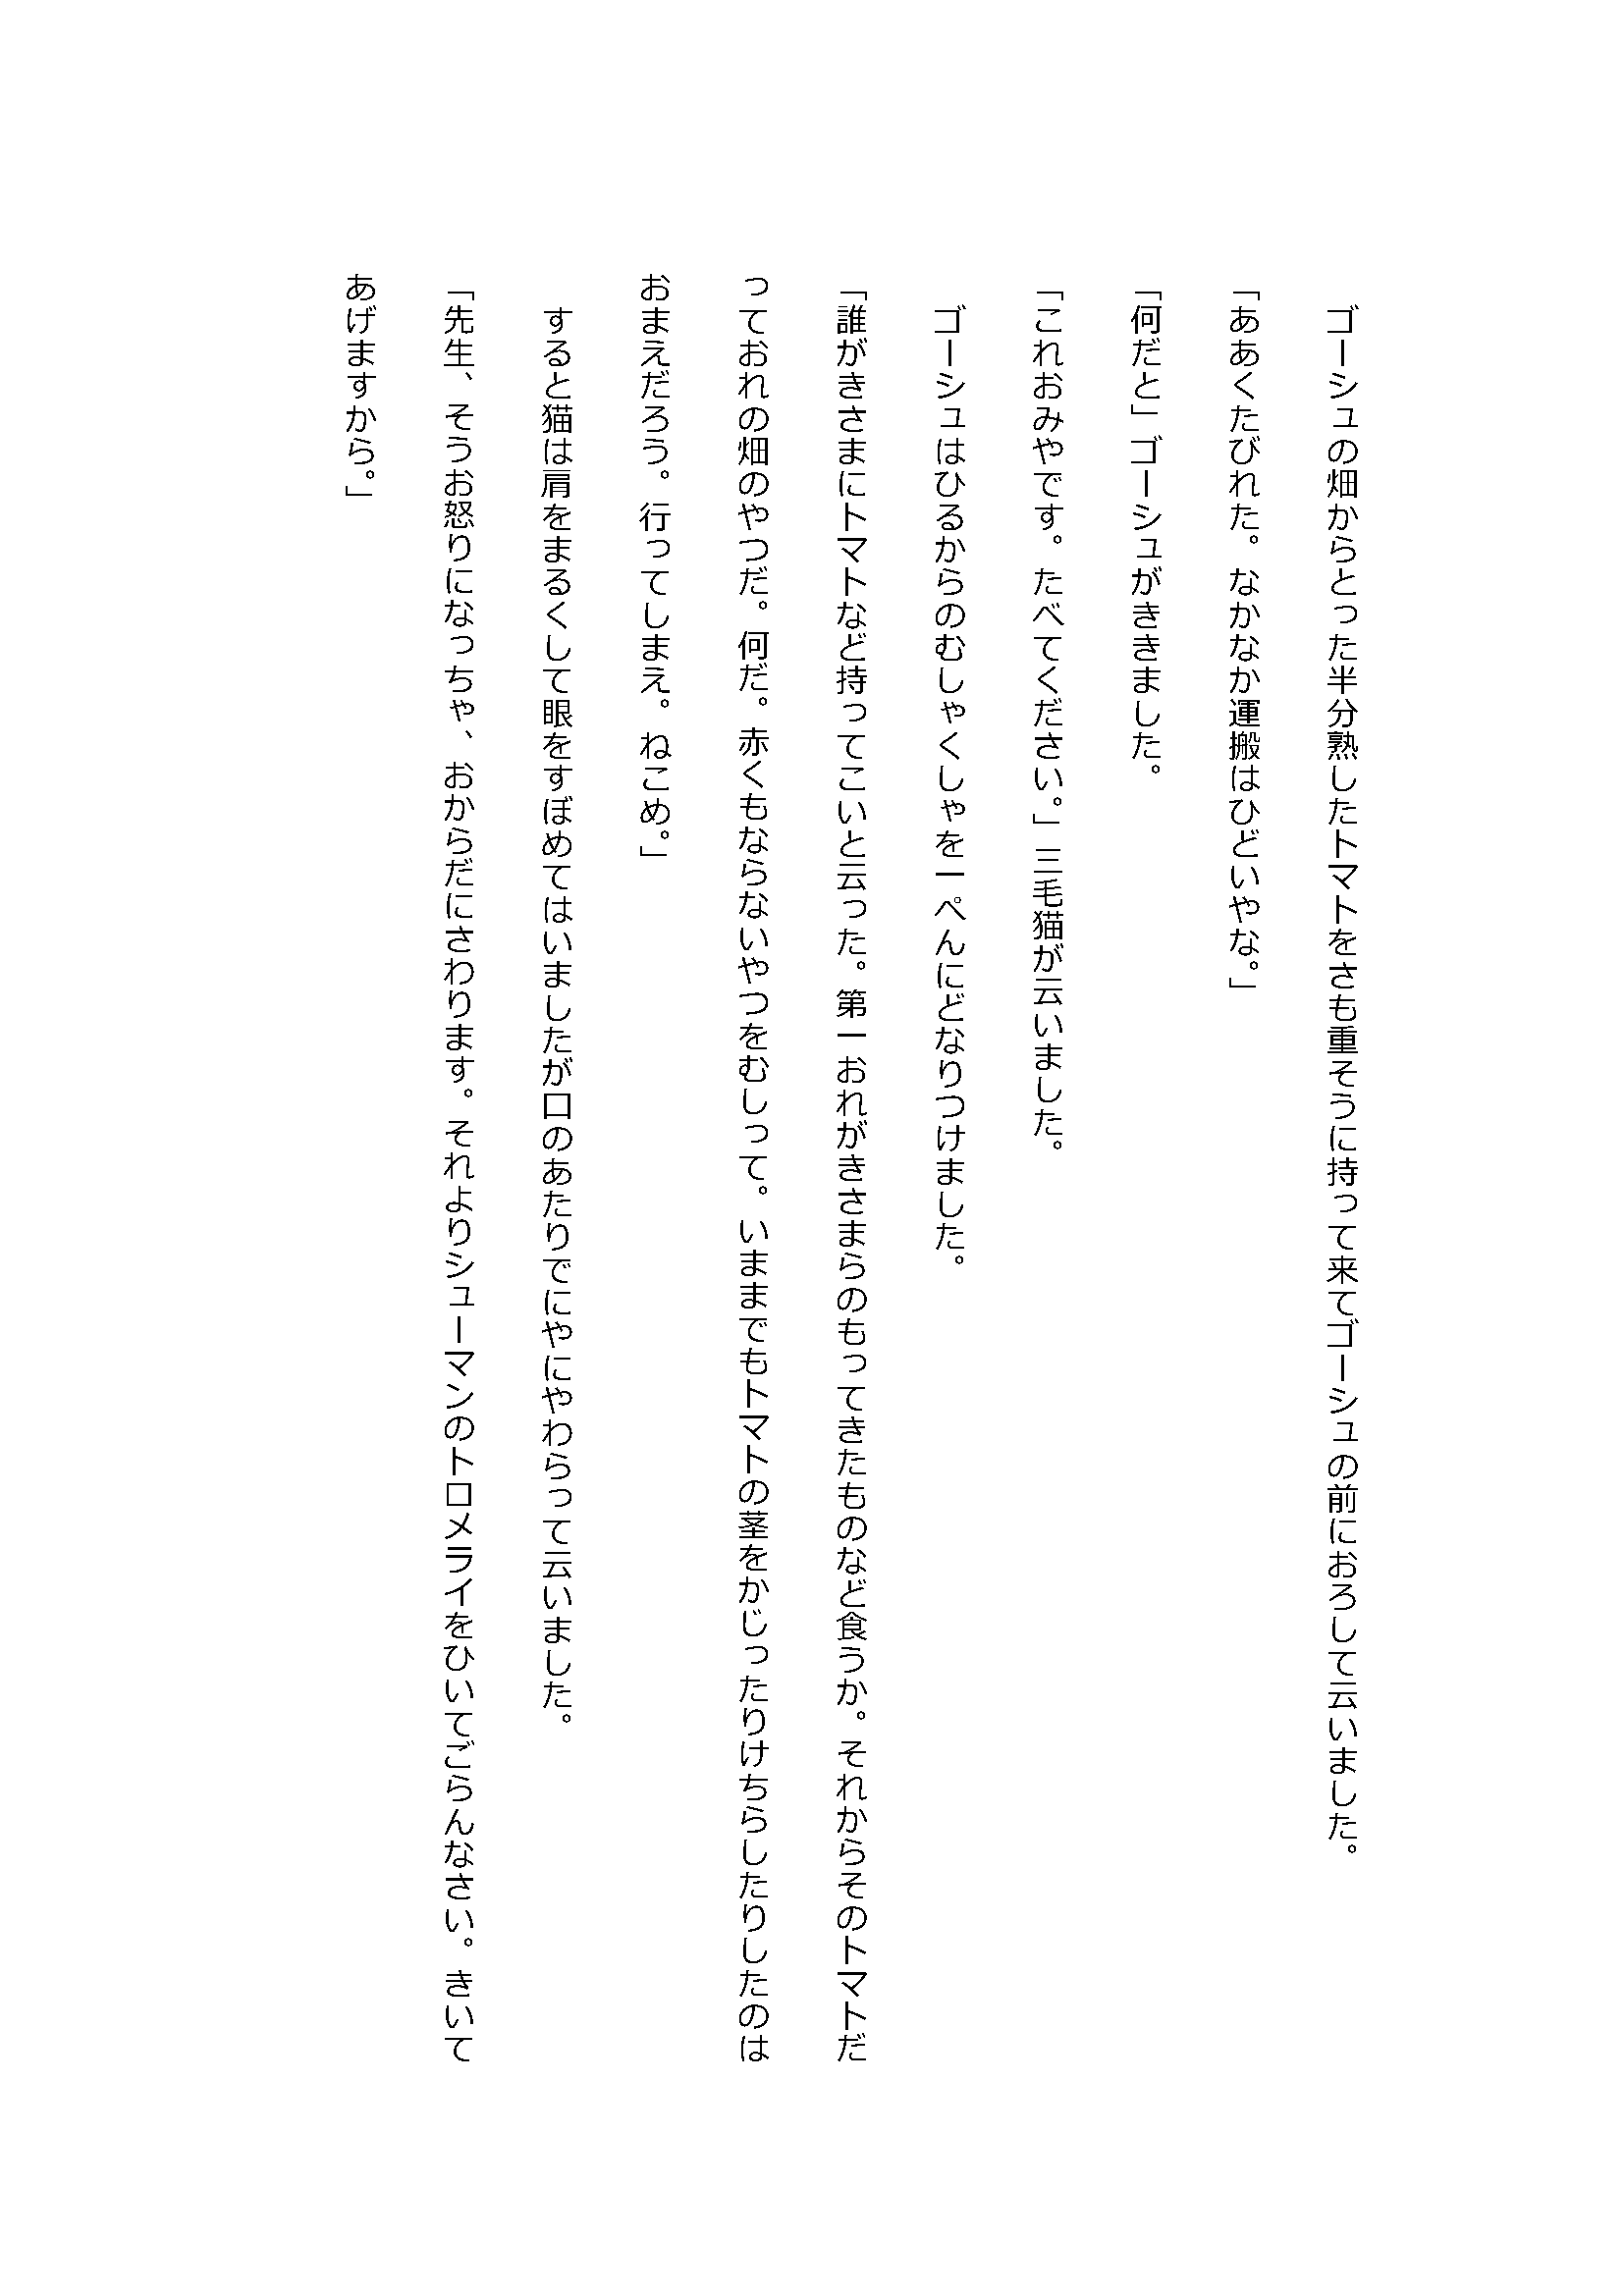 ゴーシュの畑からとった半分熟したトマトをさも重そうに持って来てゴーシュの前におろして云いました。
「ああくたびれた。なかなか運搬はひどいやな。」
「何だと」ゴーシュがききました。
「これおみやです。たべてください。」三毛猫が云いました。
　ゴーシュはひるからのむしゃくしゃを一ぺんにどなりつけました。
「誰がきさまにトマトなど持ってこいと云った。第一おれがきさまらのもってきたものなど食うか。それからそのトマトだ
っておれの畑のやつだ。何だ。赤くもならないやつをむしって。いままでもトマトの茎をかじったりけちらしたりしたのは
おまえだろう。行ってしまえ。ねこめ。」
　すると猫は肩をまるくして眼をすぼめてはいましたが口のあたりでにやにやわらって云いました。
「先生、そうお怒りになっちゃ、おからだにさわります。それよりシューマンのトロメライをひいてごらんなさい。きいて
あげますから。」